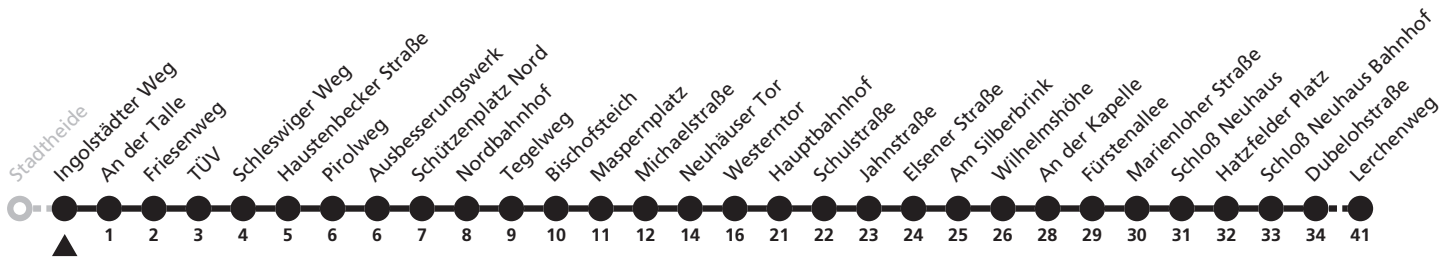 Stadtheide
Ingolstädter Weg
An der Talle
Friesenweg
TÜV
Schleswiger Weg
Haustenbecker Straße
Pirolweg
Ausbesserungswerk
Schützenplatz Nord
Nordbahnhof
Tegelweg
Bischofsteich
Maspernplatz
Michaelstraße
Neuhäuser Tor
Westerntor
Hauptbahnhof
Schulstraße
Jahnstraße
Elsener Straße
Am Silberbrink
Wilhelmshöhe
An der Kapelle
Fürstenallee
Marienloher Straße
Schloß Neuhaus
Hatzfelder Platz
Schloß Neuhaus Bahnhof
Dubelohstraße
Lerchenweg
1 2 3 4 5 6 6 7 8 9 10 11 12 14 16 21 22 23 24 25 26 28 29 30 31 32 33 34 41